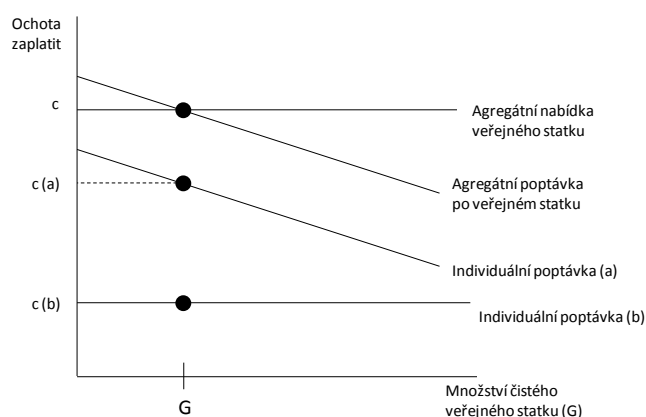 Ochota
zaplatit
c
Agregátní nabídka
veřejného statku
c (a)
Agregátní poptávka
po veřejném statku
Individuální poptávka (a)
c (b)
Individuální poptávka (b)
G
Množství čistého
veřejného statku (G)